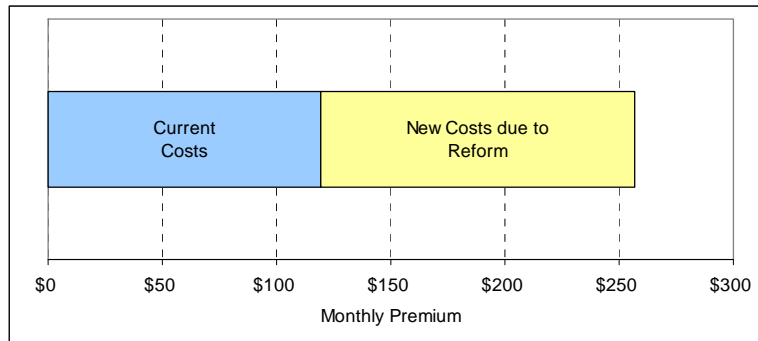 Current
Costs
New Costs due to
Reform
$0 $50 $100 $150 $200 $250 $300
Monthly Premium